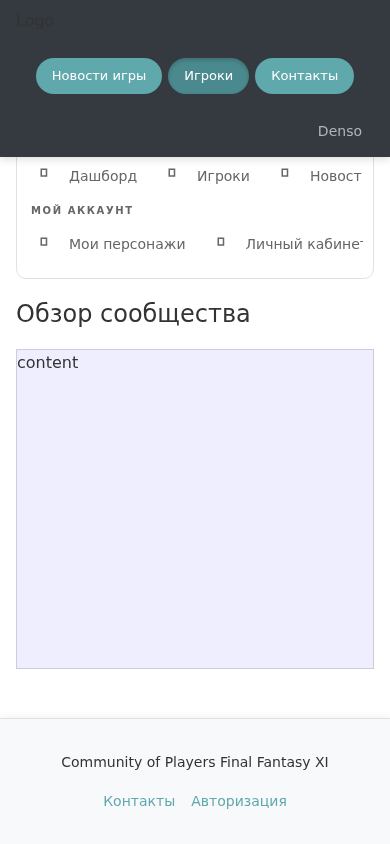 Logo
Новости игры Игроки Контакты
Denso
Дашборд Игроки Новост
МОЙ АККАУНТ
Мои персонажи Личный кабинет
Обзор сообщества
content
Community of Players Final Fantasy XI
Контакты Авторизация